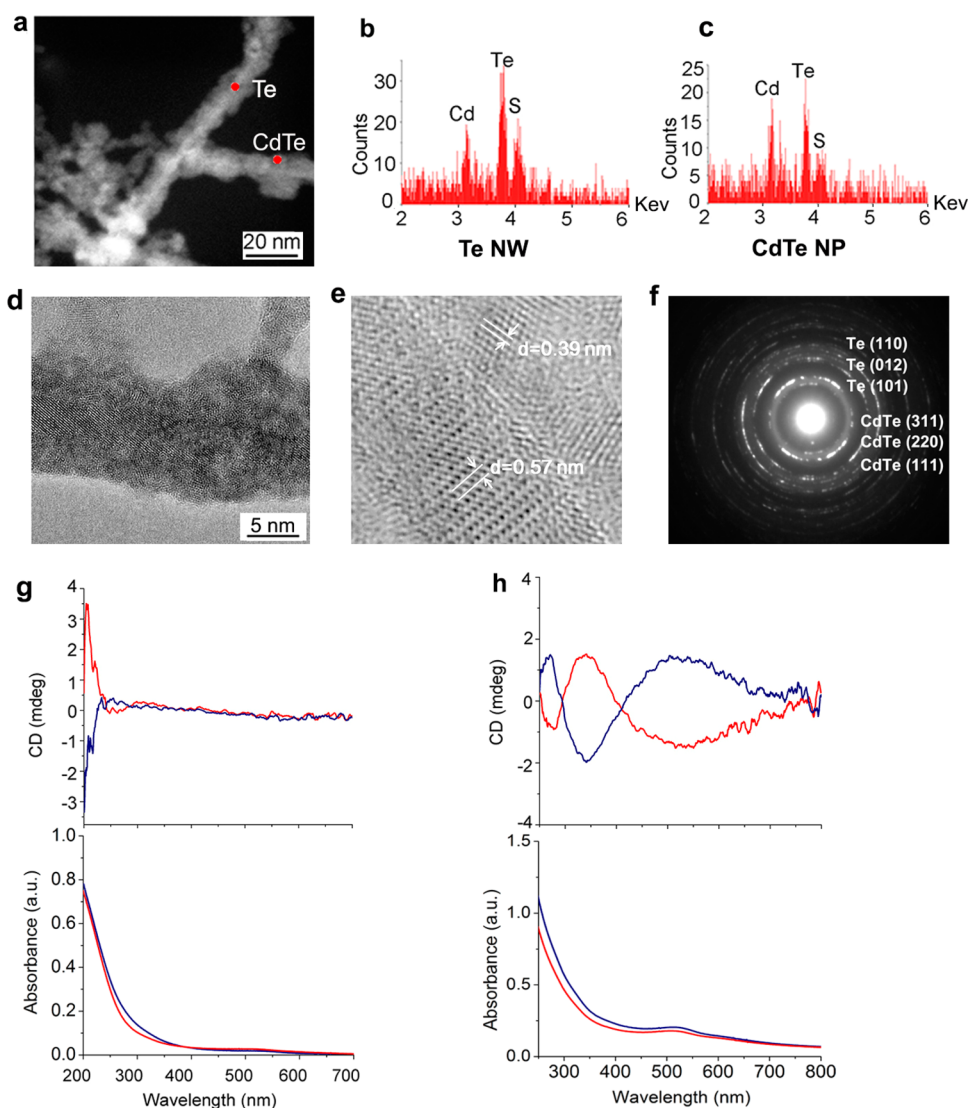 a
Te
CdTe
20 nm
b
Counts
30
20
10
0
Cd
Te
S
2
3
4
5
6
Kev
Te NW
c
Counts
25
20
15
10
5
0
Cd
Te
S
2
3
4
5
6
Kev
CdTe NP
d
5 nm
e
d=0.39 nm
d=0.57 nm
f
Te (110)
Te (012)
Te (101)
CdTe (311)
CdTe (220)
CdTe (111)
g
CD (mdeg)
4
3
2
1
0
-1
-2
-3
Absorbance (a.u.)
1.0
0.8
0.6
0.4
0.2
0.0
200 300 400 500 600 700
Wavelength (nm)
h
CD (mdeg)
4
2
0
-2
-4
Absorbance (a.u.)
1.5
1.0
0.5
0.0
300 400 500 600 700 800
Wavelength (nm)